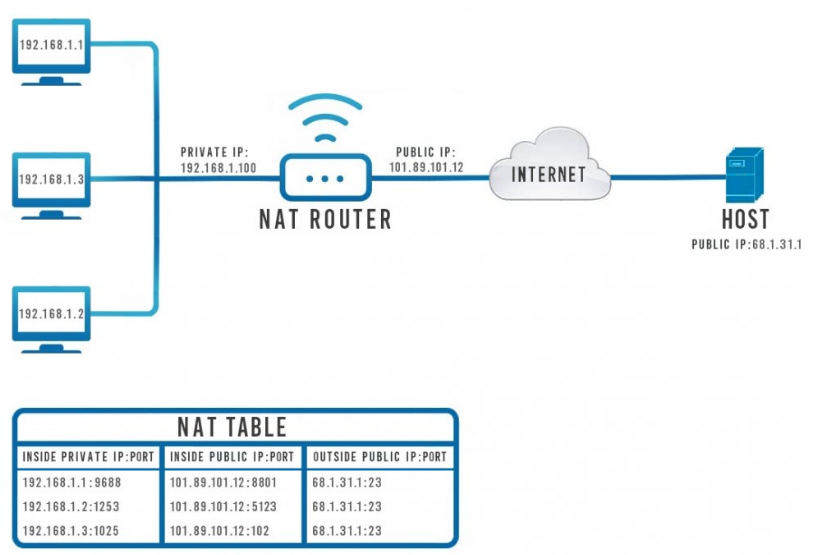 192.168.1.1
192.168.1.3
192.168.1.2
PRIVATE IP:
192.168.1.100
NAT ROUTER
PUBLIC IP:
101.89.101.12
INTERNET
HOST
PUBLIC IP:68.1.31.1
NAT TABLE
INSIDE PRIVATE IP:PORT INSIDE PUBLIC IP:PORT OUTSIDE PUBLIC IP:PORT
192.168.1.1:9688 101.89.101.12:8801 68.1.31.1:23
192.168.1.2:1253 101.89.101.12:5123 68.1.31.1:23
192.168.1.3:1025 101.89.101.12:102 68.1.31.1:23